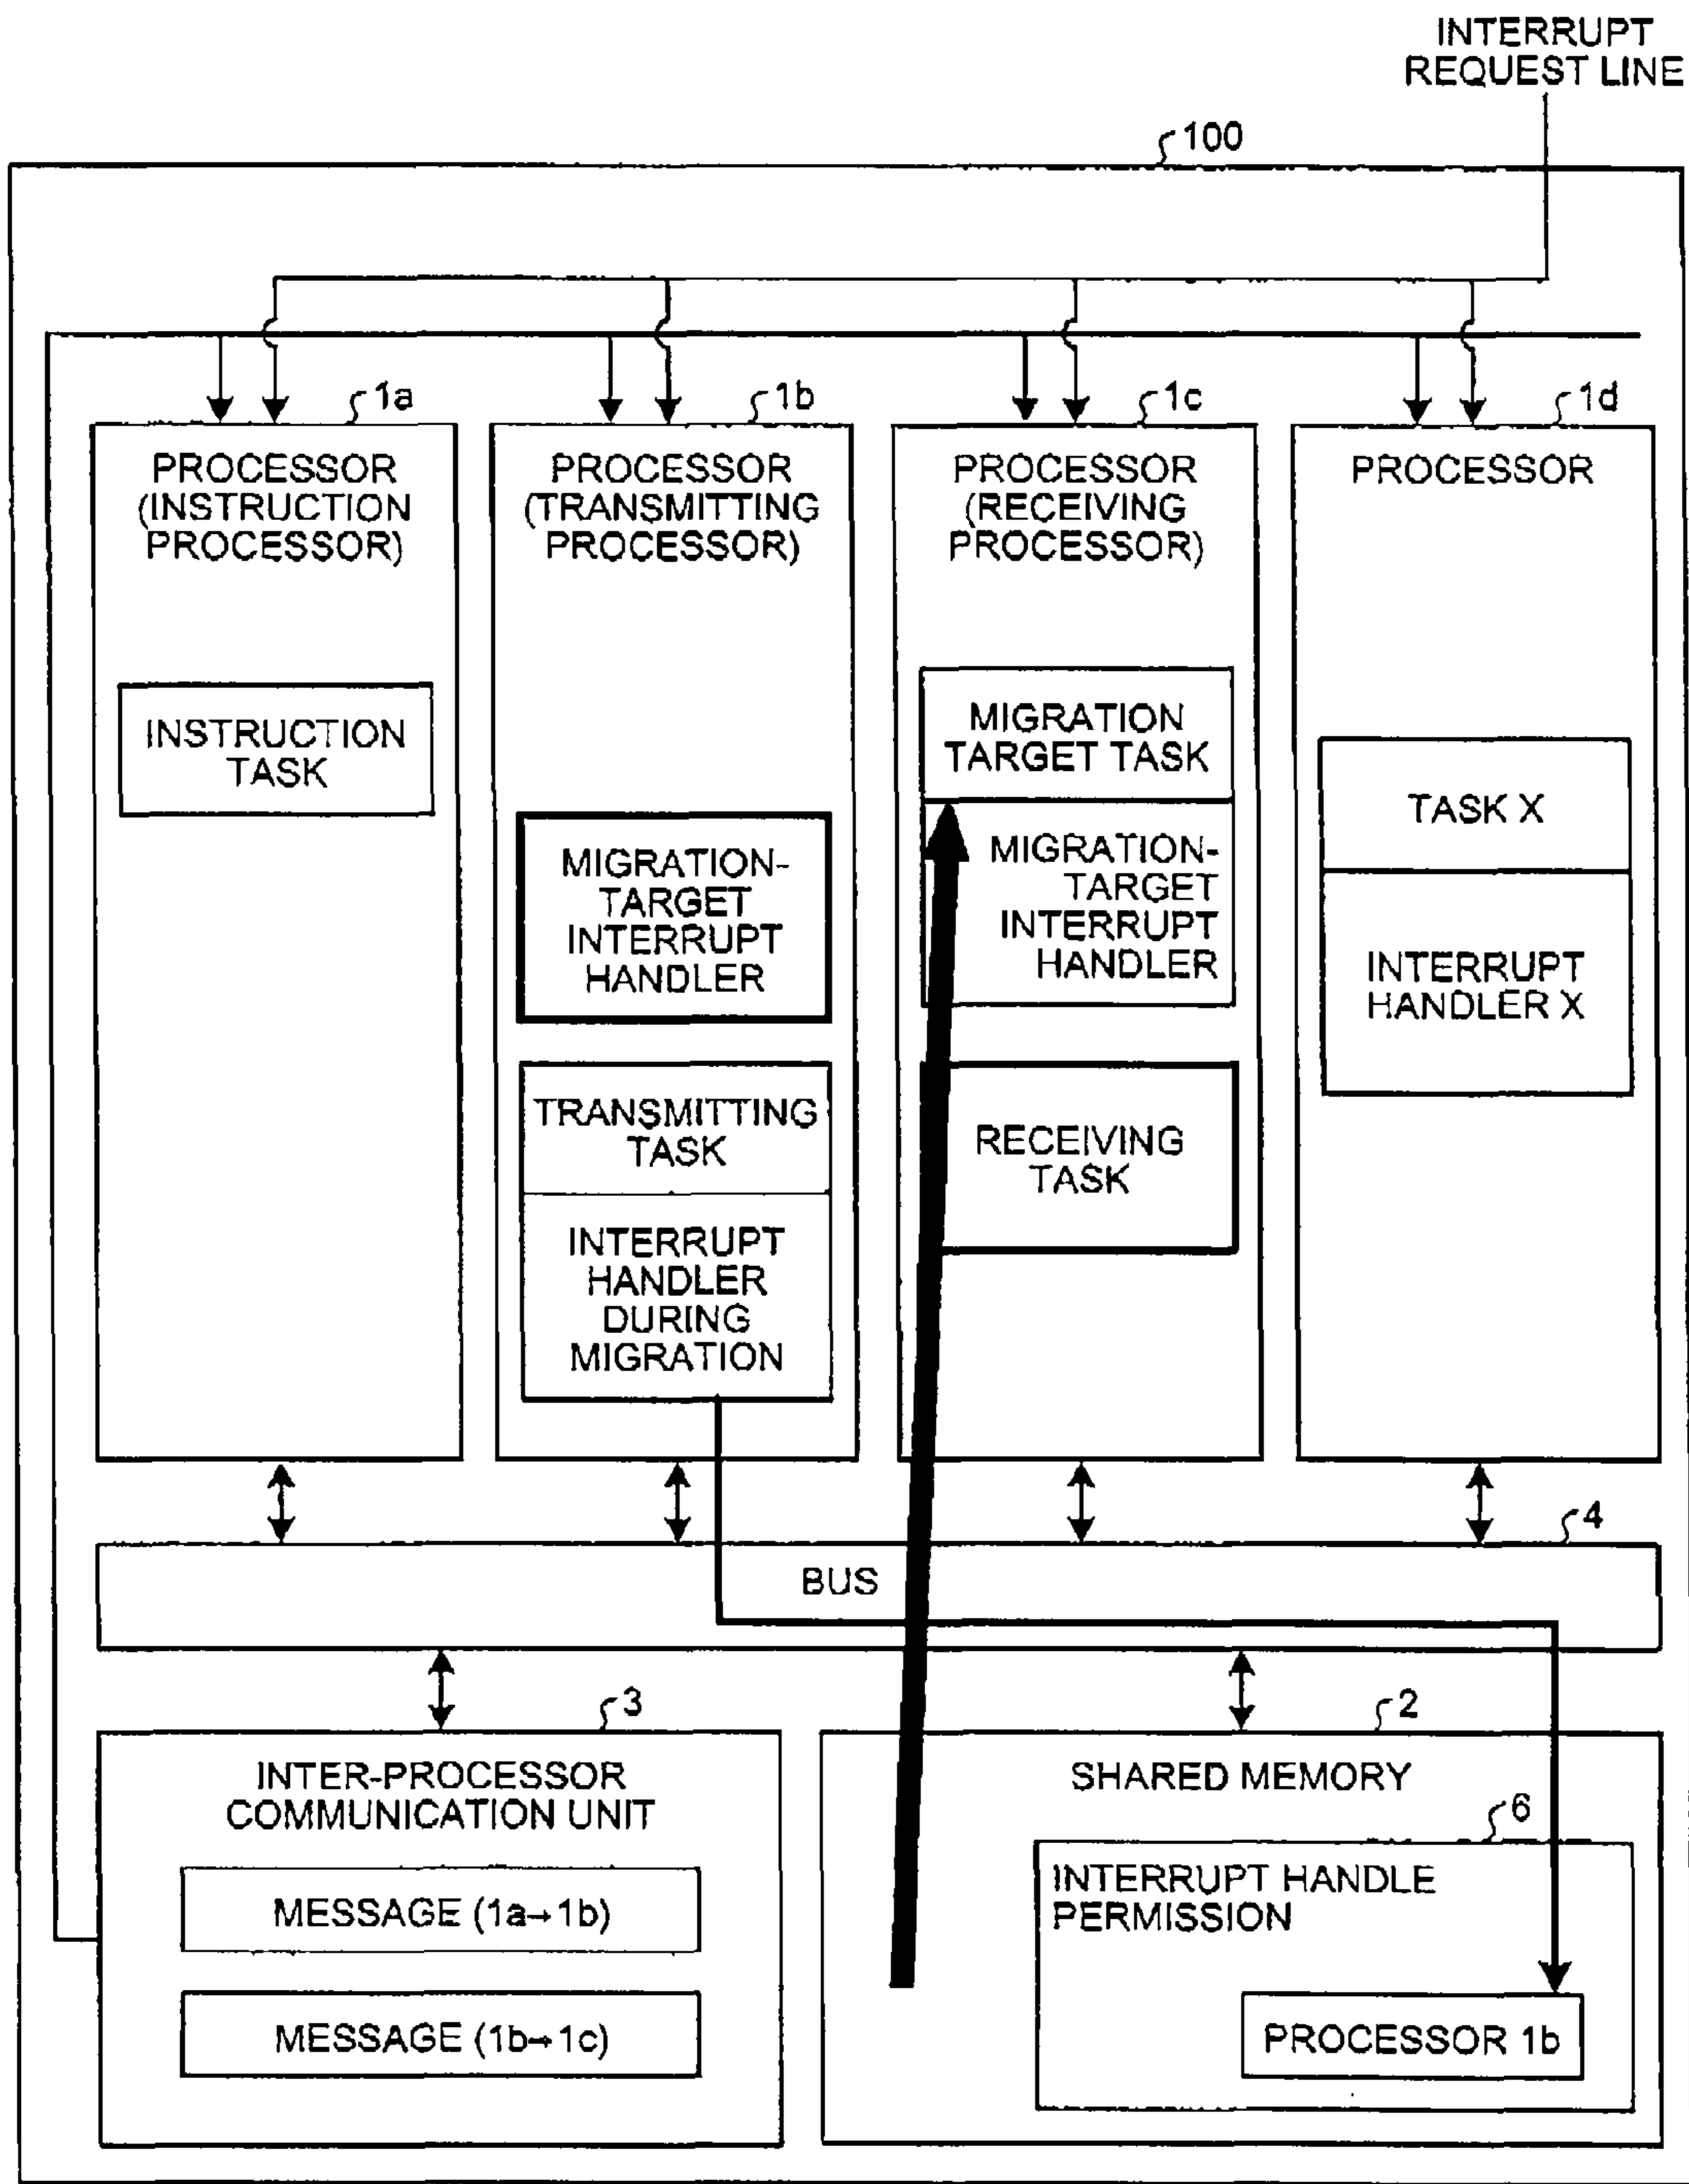 INTERRUPT
REQUEST LINE
100
1a
1b
1c
1d
PROCESSOR
(INSTRUCTION
PROCESSOR)
INSTRUCTION
TASK
PROCESSOR
(TRANSMITTING
PROCESSOR)
MIGRATION-
TARGET
INTERRUPT
HANDLER
TRANSMITTING
TASK
INTERRUPT
HANDLER
DURING
MIGRATION
PROCESSOR
(RECEIVING
PROCESSOR)
MIGRATION
TARGET TASK
MIGRATION-
TARGET
INTERRUPT
HANDLER
RECEIVING
TASK
PROCESSOR
TASK X
INTERRUPT
HANDLER X
4
BUS
3
INTER-PROCESSOR
COMMUNICATION UNIT
MESSAGE (1a→1b)
MESSAGE (1b→1c)
2
SHARED MEMORY
6
INTERRUPT HANDLE
PERMISSION
PROCESSOR 1b